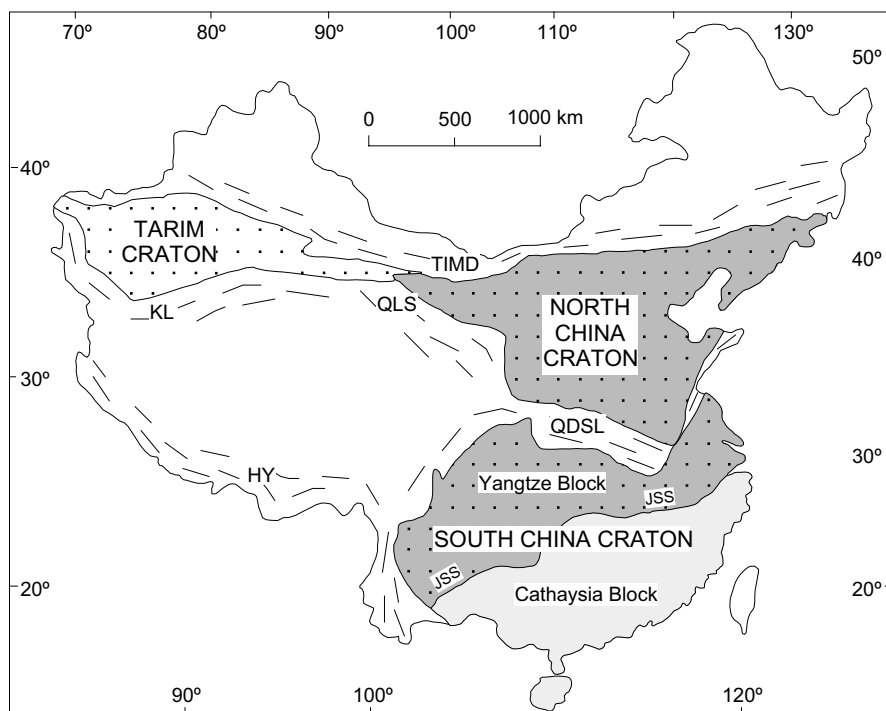 70º 80º 90º 100º 110º 130º
50º
0 500 1000 km
40º
TARIM
CRATON
TIMD
40º
KL
QLS
NORTH
CHINA
CRATON
30º
QDSL
30º
HY
Yangtze Block
JSS
SOUTH CHINA CRATON
JSS
20º
Cathaysia Block
20º
90º 100º 120º